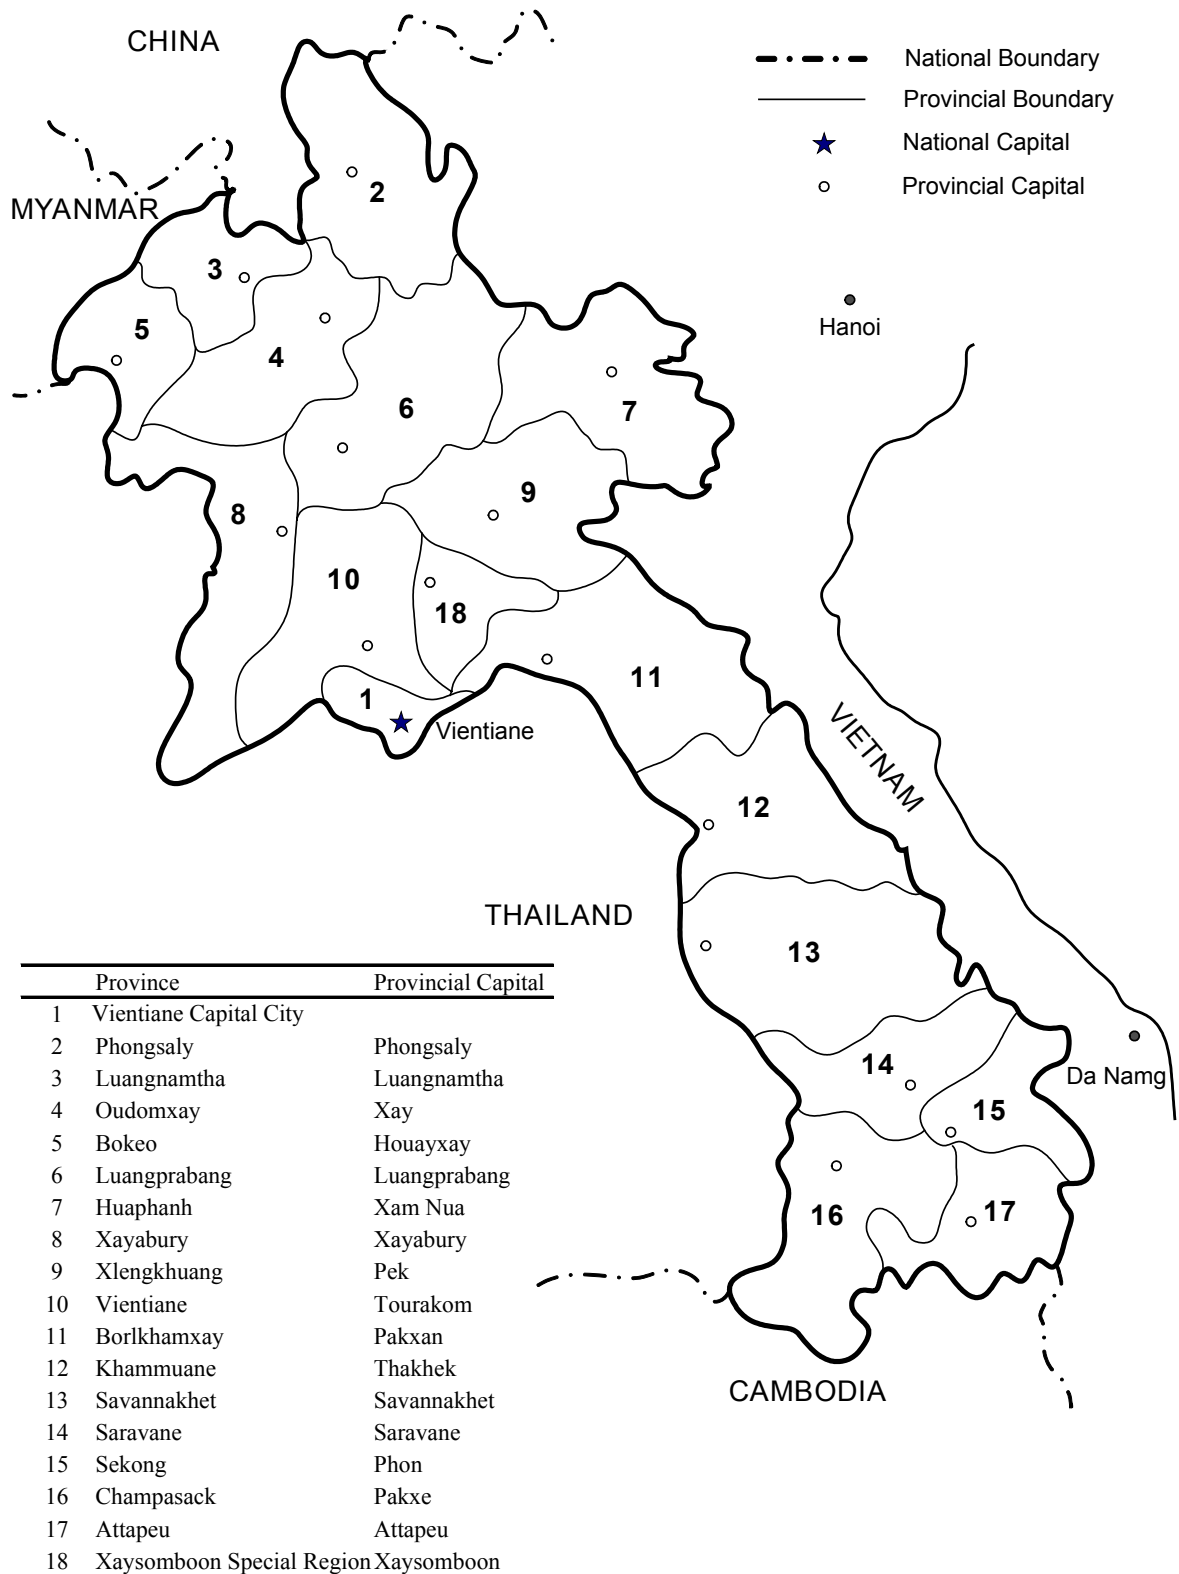 CHINA
National Boundary
Provincial Boundary
National Capital
Provincial Capital
2
MYANMAR
3
Hanoi
5
4
6
7
9
8
10
18
11
1
Vientiane
VIETNAM
12
THAILAND
13
14
Da Namg
15
16
17
CAMBODIA
Province Provincial Capital
1 Vientiane Capital City
2 Phongsaly Phongsaly
3 Luangnamtha Luangnamtha
4 Oudomxay Xay
5 Bokeo Houayxay
6 Luangprabang Luangprabang
7 Huaphanh Xam Nua
8 Xayabury Xayabury
9 Xlengkhuang Pek
10 Vientiane Tourakom
11 Borlkhamxay Pakxan
12 Khammuane Thakhek
13 Savannakhet Savannakhet
14 Saravane Saravane
15 Sekong Phon
16 Champasack Pakxe
17 Attapeu Attapeu
18 Xaysomboon Special Region Xaysomboon